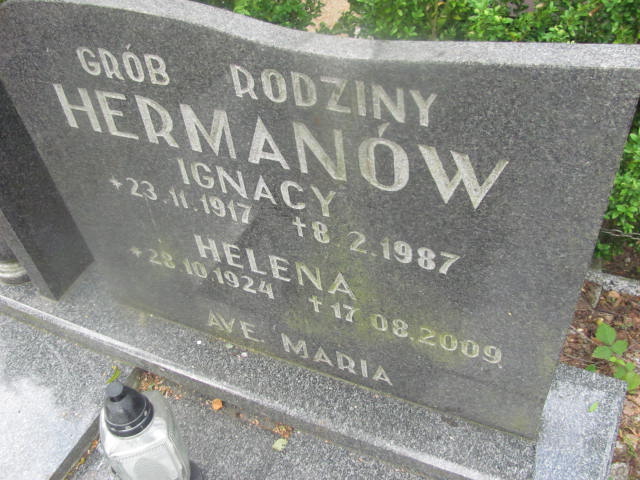 GRÓB RODZINY
HERMANÓW
IGNACY
* 23.11.1917 † 8.2.1987
HELENA
* 28.10.1924 † 17.08.2009.
AVE. MARIA